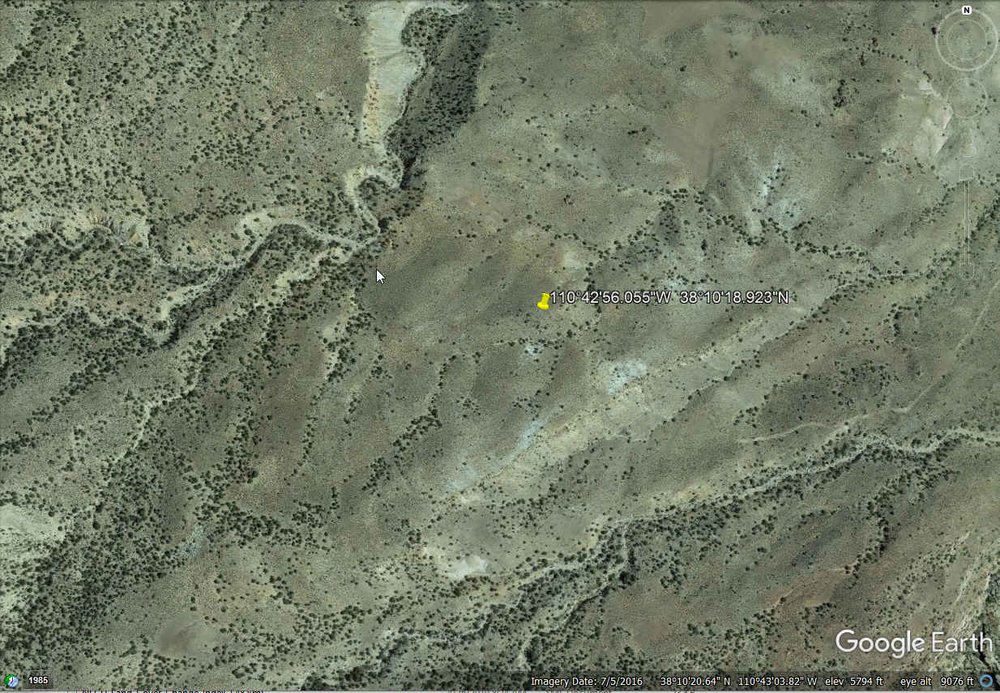 N
110°42'56.055"W 38°10'18.923"N
Google Earth
1985
Imagery Date: 7/5/2016 38°10'20.64" N 110°43'03.82" W elev 5794 ft eye alt 9076 ft